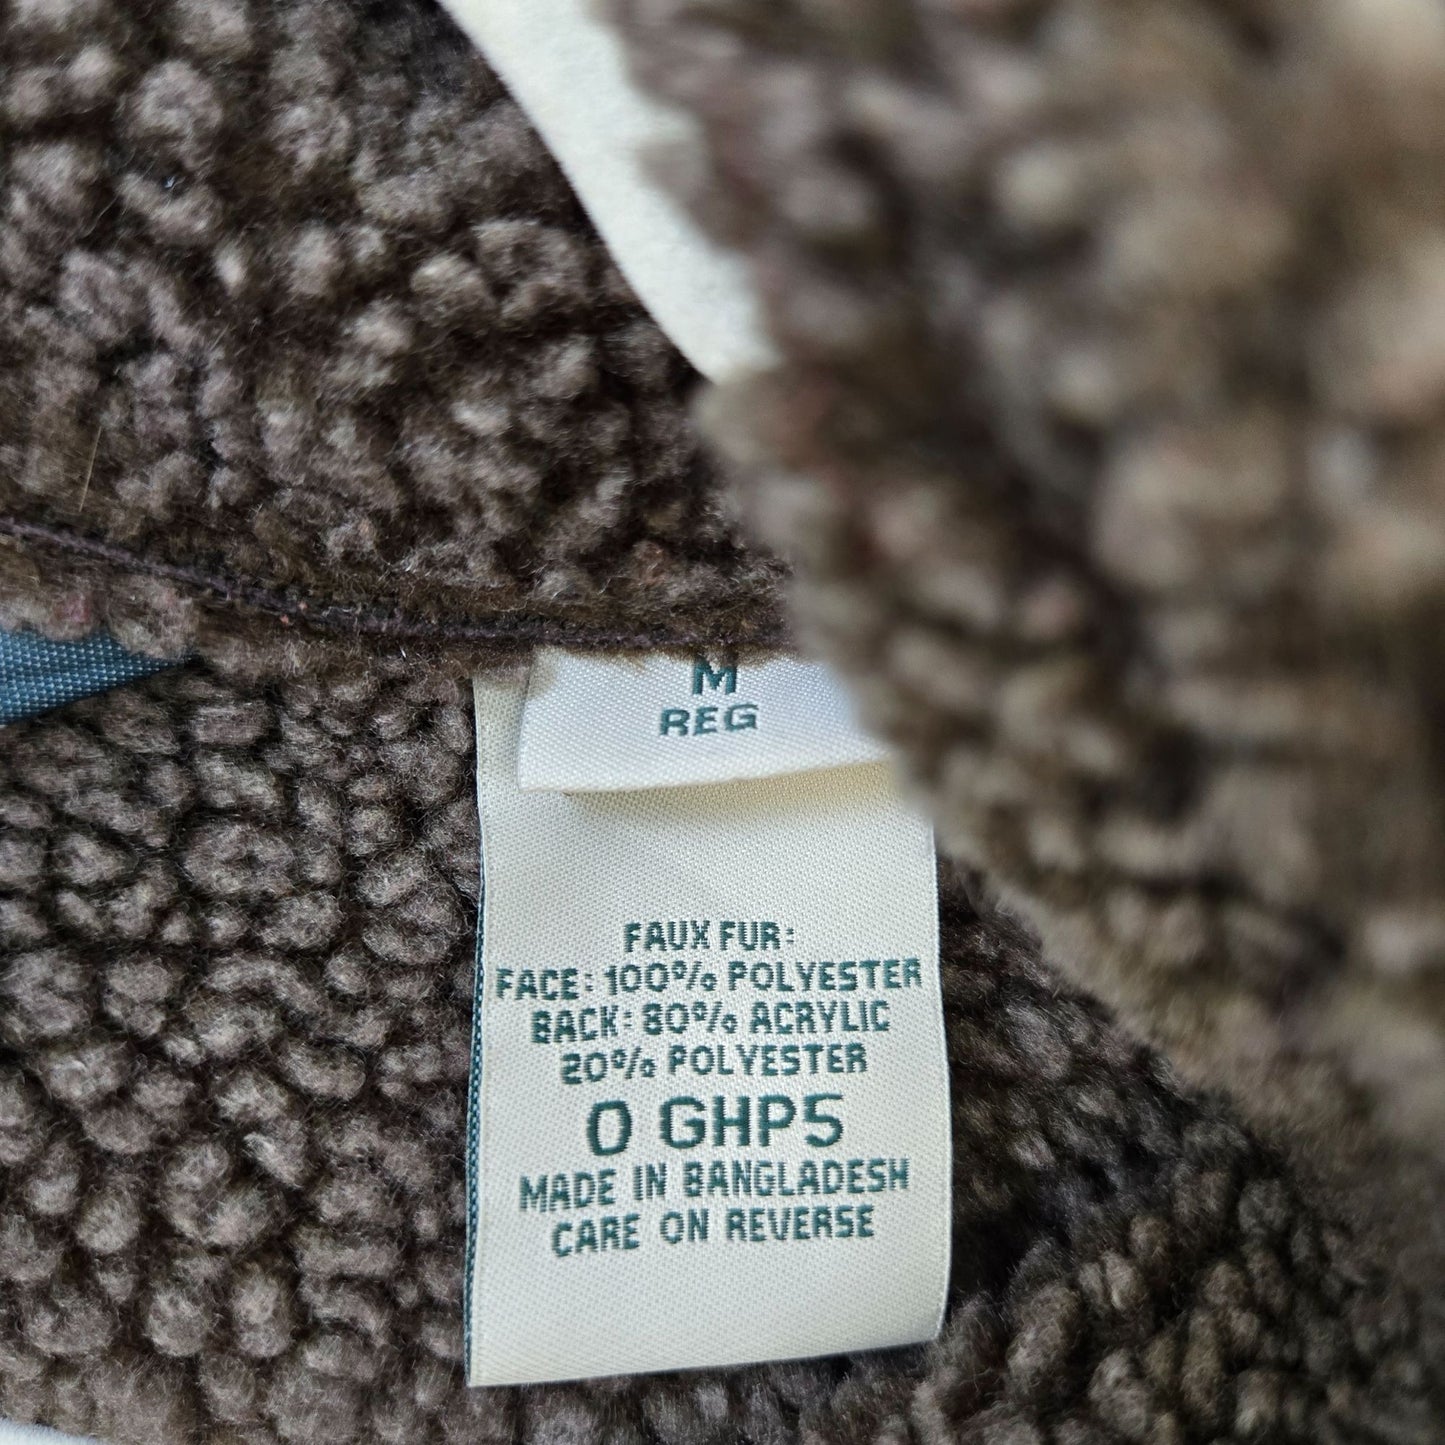 M
REG
FAUX FUR:
FACE: 100% POLYESTER
BACK: 80% ACRYLIC
20% POLYESTER
0 GHP5
MADE IN BANGLADESH
CARE ON REVERSE